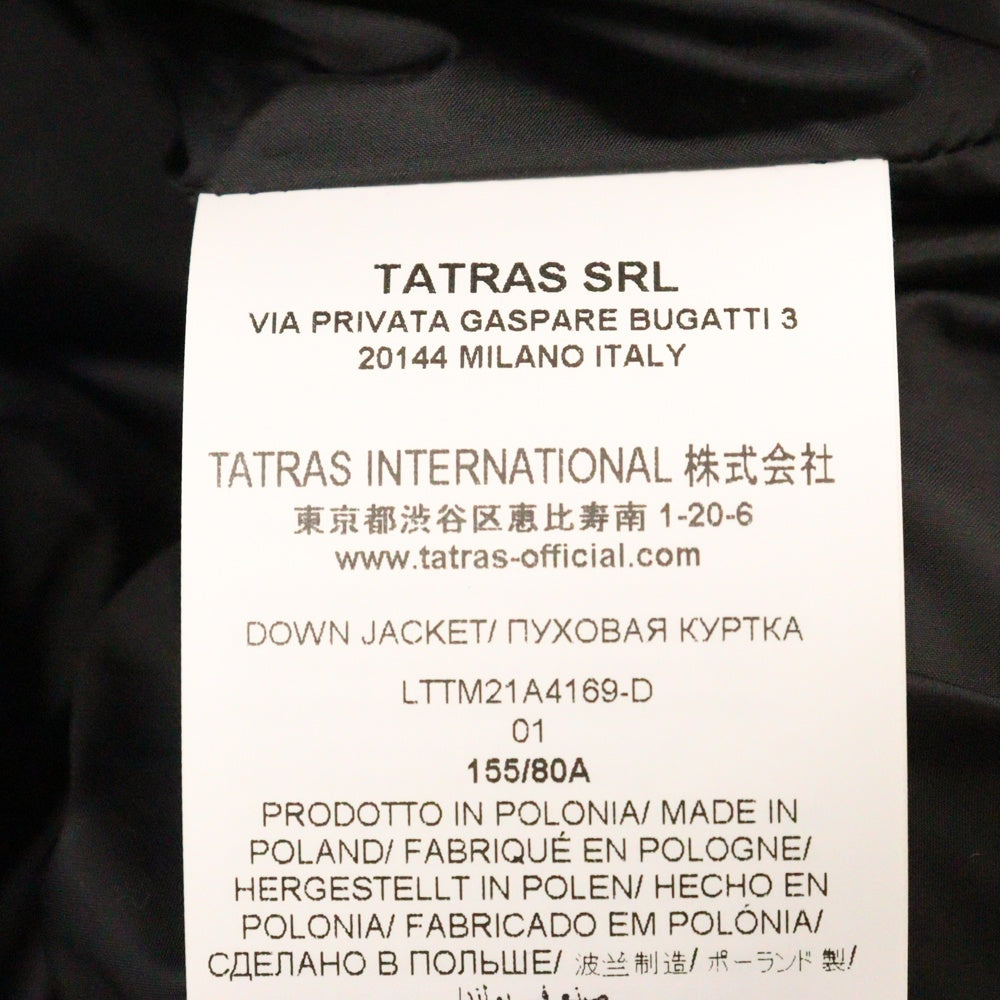 TATRAS SRL
VIA PRIVATA GASPARE BUGATTI 3
20144 MILANO ITALY
TATRAS INTERNATIONAL 株式会社
東京都渋谷区恵比寿南 1-20-6
www.tatras-official.com
DOWN JACKET/ ПУХОВАЯ КУРТКА
LTTM21A4169-D
01
155/80A
PRODOTTO IN POLONIA/ MADE IN
POLAND/ FABRIQUÉ EN POLOGNE/
HERGESTELLT IN POLEN/ HECHO EN
POLONIA/ FABRICADO EM POLÓNIA/
СДЕЛАНО В ПОЛЬШЕ/ 波兰制造/ ポーランド製/